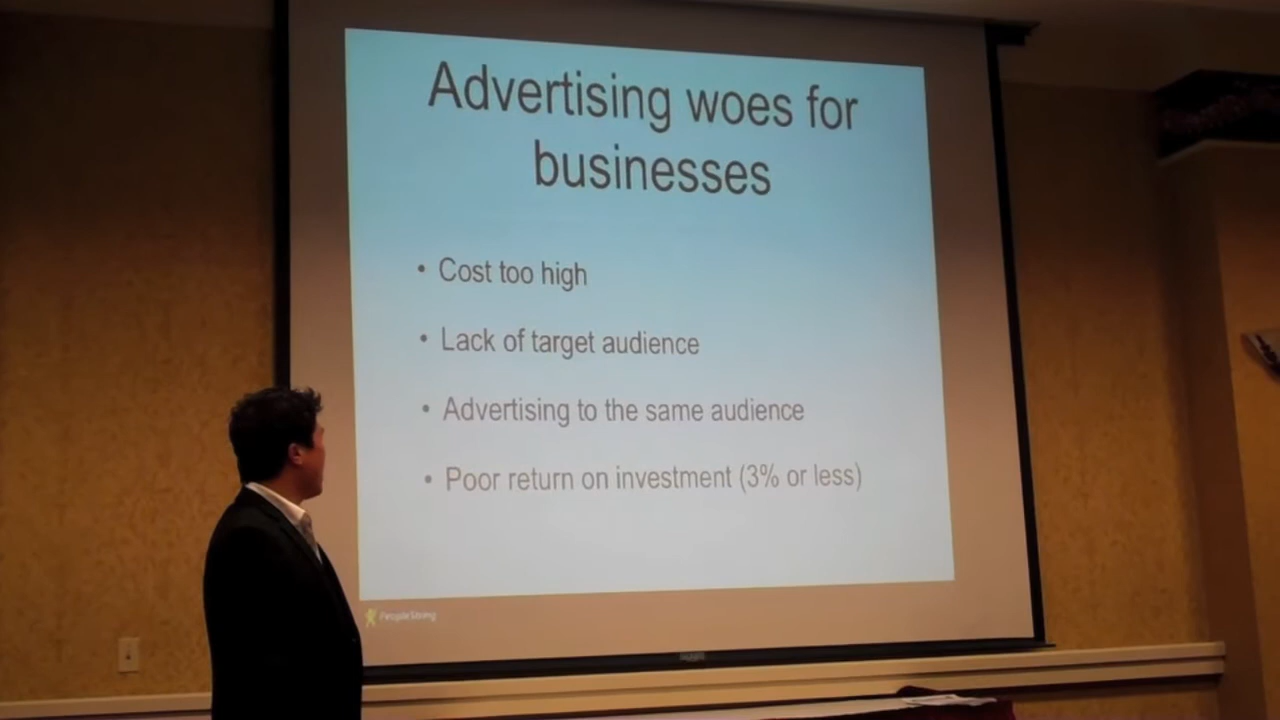 Advertising woes for
businesses
• Cost too high
• Lack of target audience
• Advertising to the same audience
• Poor return on investment (3% or less)
PeopleString